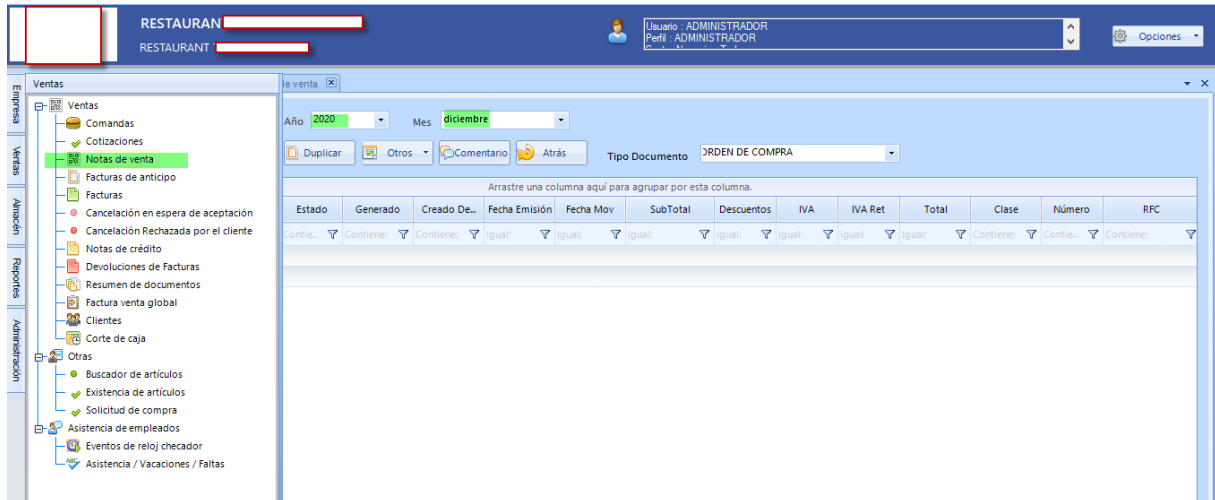 RESTAURAN
RESTAURANT
Usuario : ADMINISTRADOR
Perfil : ADMINISTRADOR
Opciones
Empresa
Ventas
Almacén
Reportes
Administración
Ventas
Ventas
Comandas
Cotizaciones
Notas de venta
Facturas de anticipo
Facturas
Cancelación en espera de aceptación
Cancelación Rechazada por el cliente
Notas de crédito
Devoluciones de Facturas
Resumen de documentos
Factura venta global
Clientes
Corte de caja
Otras
Buscador de artículos
Existencia de artículos
Solicitud de compra
Asistencia de empleados
Eventos de reloj checador
ABC
Asistencia / Vacaciones / Faltas
de venta
Año 2020 Mes diciembre
Duplicar Otros Comentario Atrás Tipo Documento ORDEN DE COMPRA
Arrastre una columna aquí para agrupar por esta columna.
Estado Generado Creado De... Fecha Emisión Fecha Mov SubTotal Descuentos IVA IVA Ret Total Clase Número RFC
Contie... Contiene: Contiene: Igual: Igual: Igual: Igual: Igual: Igual: Igual: Contiene: Contie... Contiene: